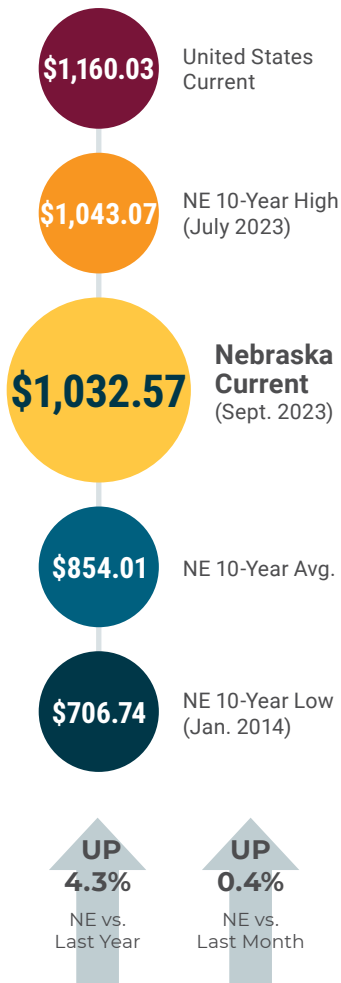 $1,160.03
United States
Current
$1,043.07
NE 10-Year High
(July 2023)
$1,032.57
Nebraska
Current
(Sept. 2023)
$854.01
NE 10-Year Avg.
$706.74
NE 10-Year Low
(Jan. 2014)
UP
4.3%
NE vs.
Last Year
UP
0.4%
NE vs.
Last Month